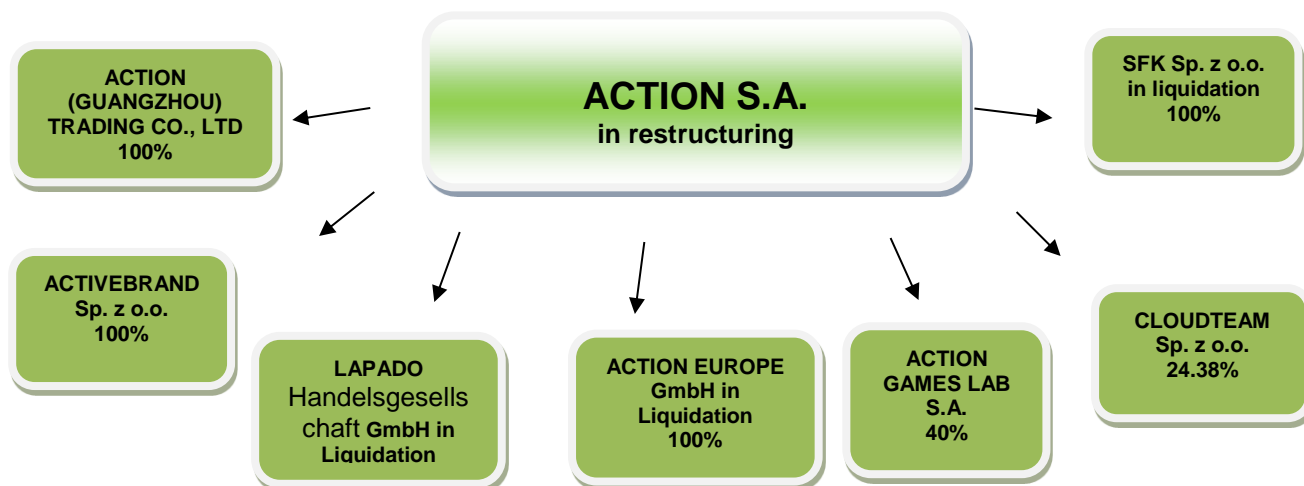 ACTION S.A.
in restructuring
ACTION
(GUANGZHOU)
TRADING CO., LTD
100%
SFK Sp. z o.o.
in liquidation
100%
ACTIVEBRAND
Sp. z o.o.
100%
LAPADO
Handelsgesells
chaft GmbH in
Liquidation
ACTION EUROPE
GmbH in
Liquidation
100%
ACTION
GAMES LAB
S.A.
40%
CLOUDTEAM
Sp. z o.o.
24.38%